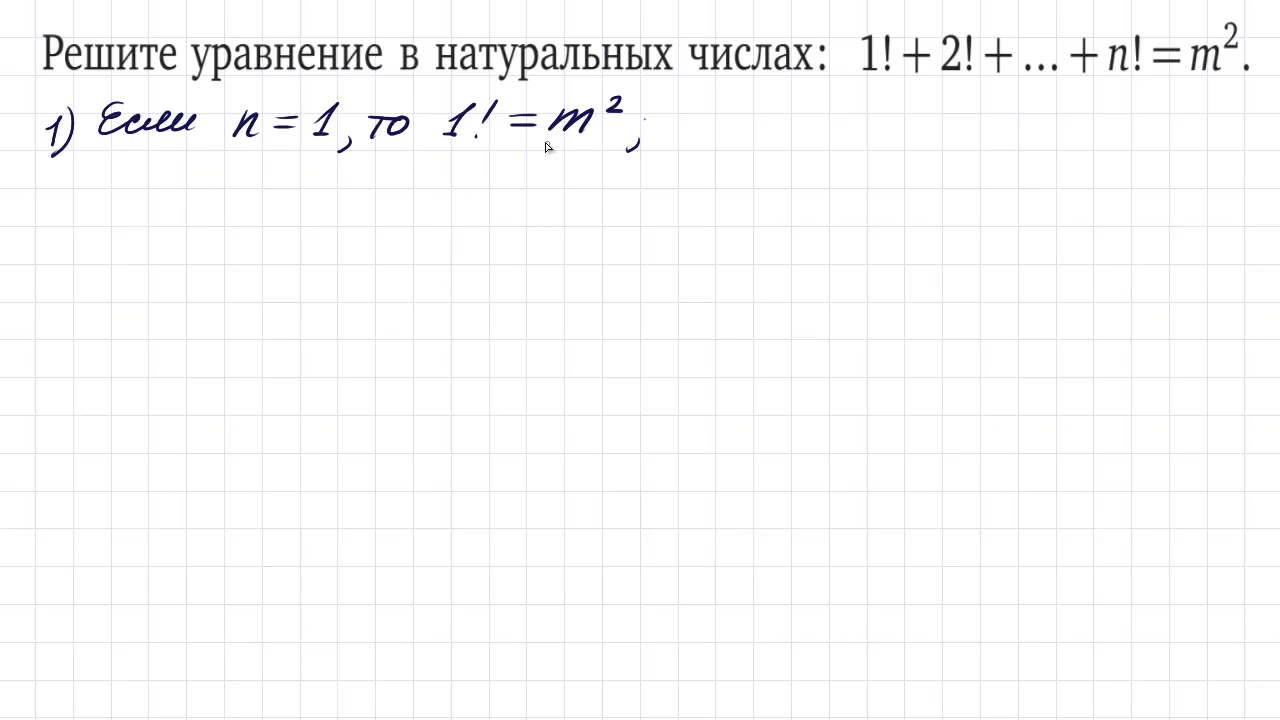 Решите уравнение в натуральных числах: 1! + 2! + ... + n! = m².
1) Если n = 1, то 1! = m²,